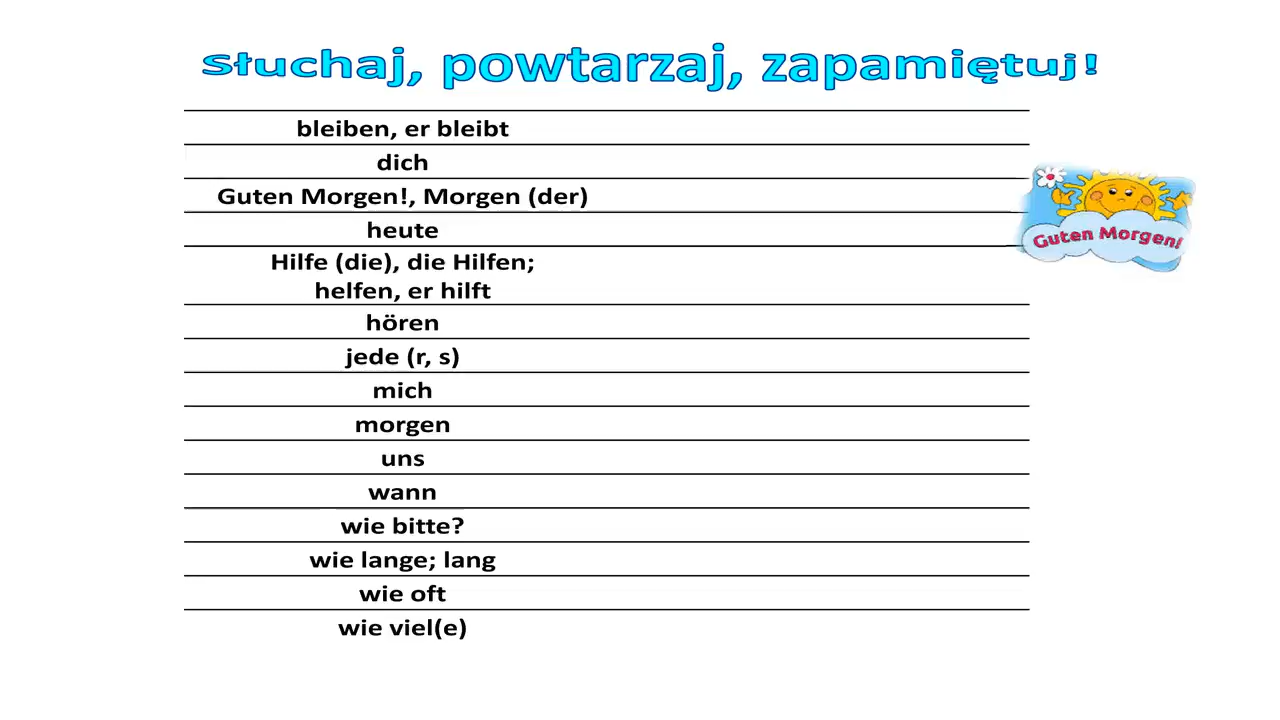 Słuchaj, powtarzaj, zapamiętuj!
bleiben, er bleibt
dich
Guten Morgen!, Morgen (der)
heute
Guten Morgen!
Hilfe (die), die Hilfen;
helfen, er hilft
hören
jede (r, s)
mich
morgen
uns
wann
wie bitte?
wie lange; lang
wie oft
wie viel(e)